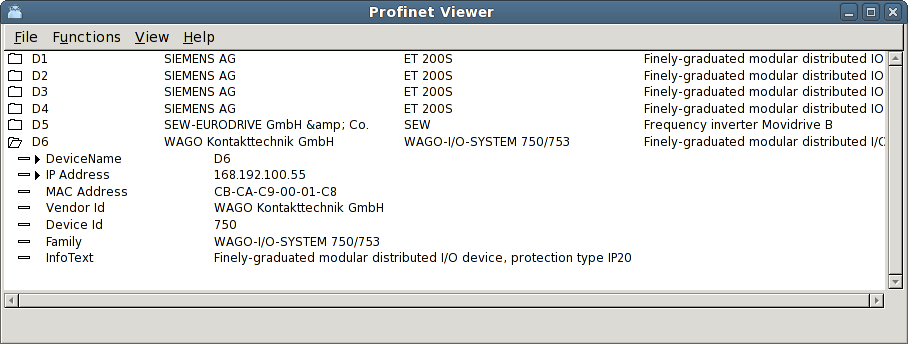 Profinet Viewer
File Functions View Help
D1 SIEMENS AG ET 200S Finely-graduated modular distributed IO
D2 SIEMENS AG ET 200S Finely-graduated modular distributed IO
D3 SIEMENS AG ET 200S Finely-graduated modular distributed IO
D4 SIEMENS AG ET 200S Finely-graduated modular distributed IO
D5 SEW-EURODRIVE GmbH &amp; Co. SEW Frequency inverter Movidrive B
D6 WAGO Kontakttechnik GmbH WAGO-I/O-SYSTEM 750/753 Finely-graduated modular distributed I/O
DeviceName D6
IP Address 168.192.100.55
MAC Address CB-CA-C9-00-01-C8
Vendor Id WAGO Kontakttechnik GmbH
Device Id 750
Family WAGO-I/O-SYSTEM 750/753
InfoText Finely-graduated modular distributed I/O device, protection type IP20